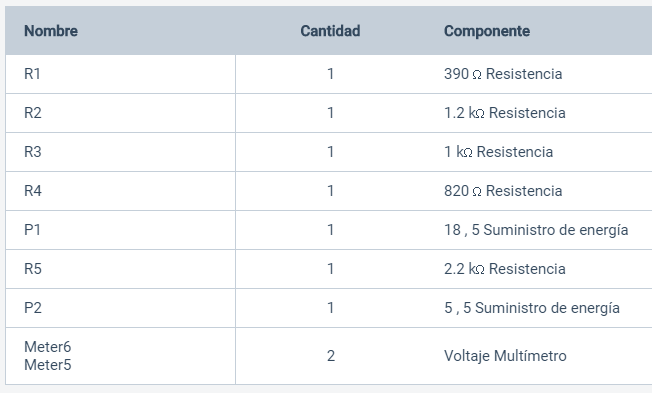 Nombre Cantidad Componente
R1 1 390 Ω Resistencia
R2 1 1.2 kΩ Resistencia
R3 1 1 kΩ Resistencia
R4 1 820 Ω Resistencia
P1 1 18 , 5 Suministro de energía
R5 1 2.2 kΩ Resistencia
P2 1 5 , 5 Suministro de energía
Meter6
Meter5 2 Voltaje Multímetro